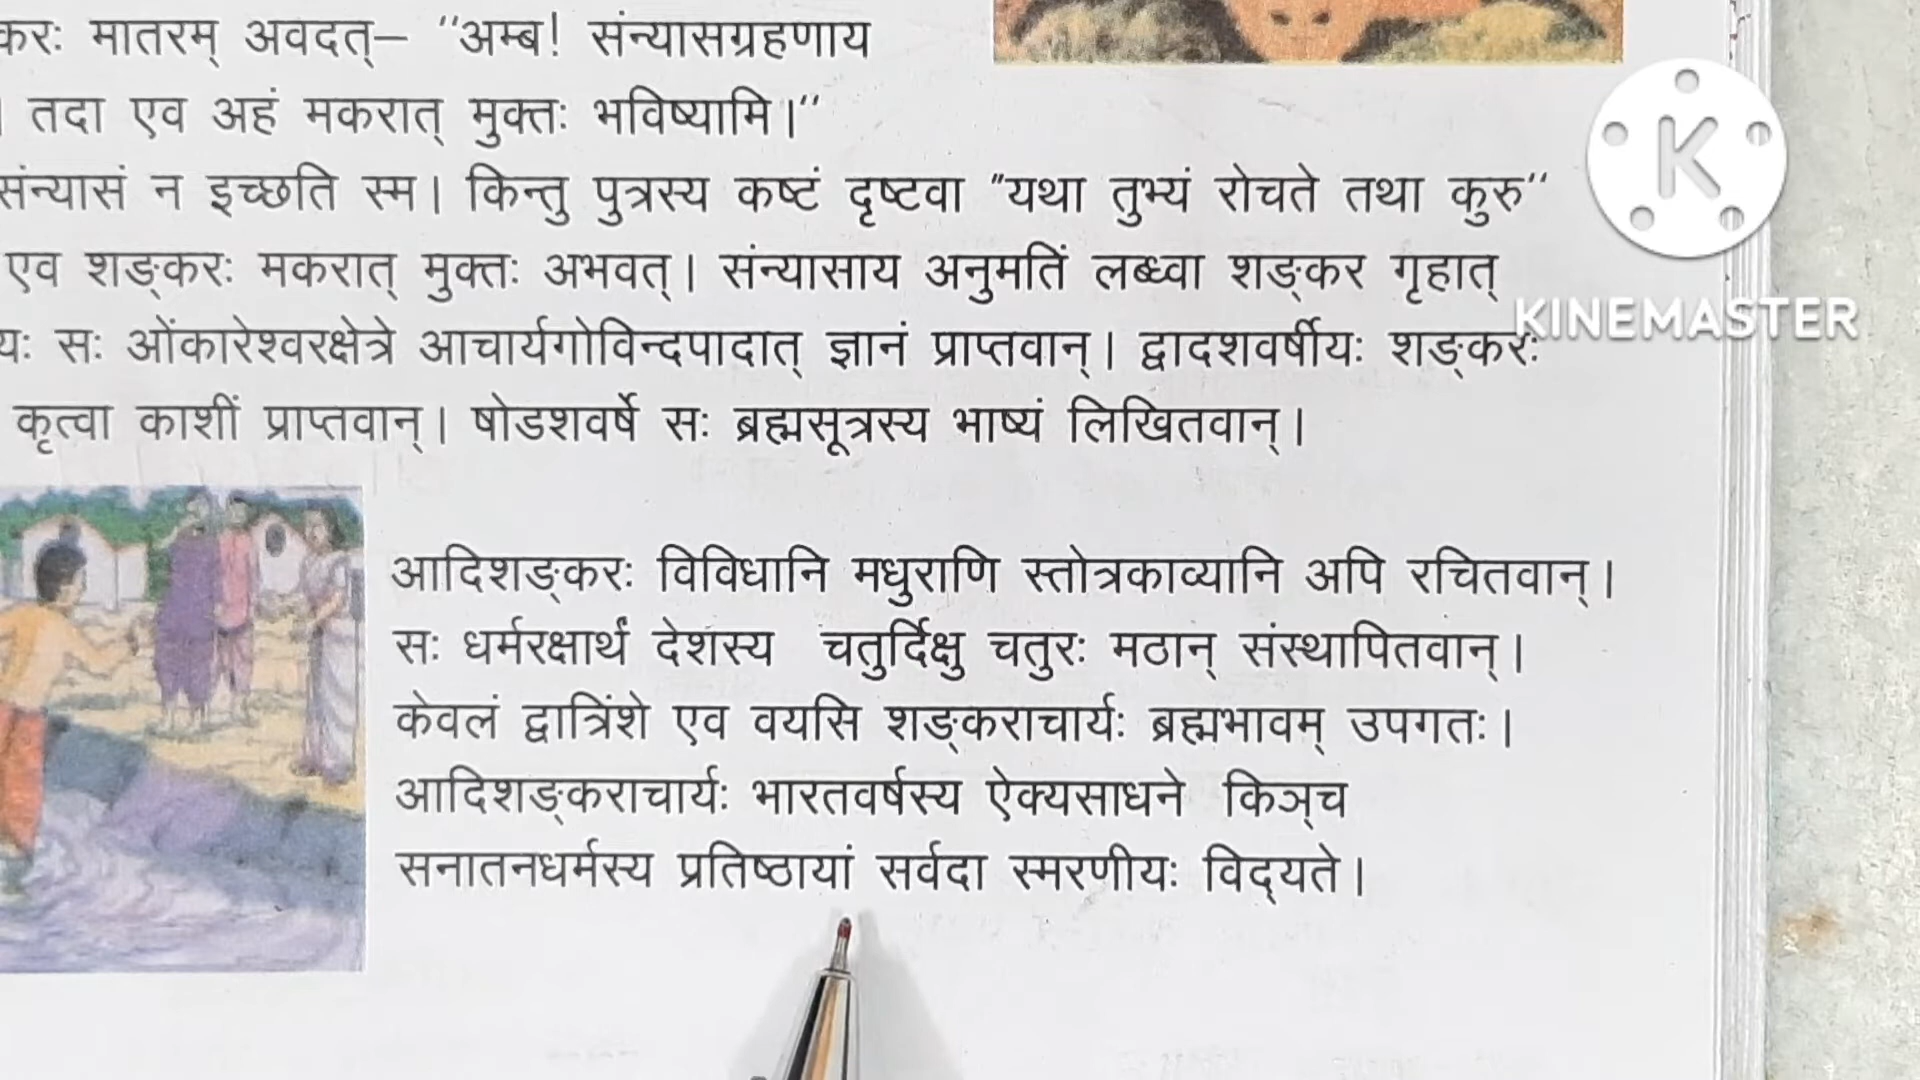 करः मातरम् अवदत्– "अम्ब! संन्यासग्रहणाय
। तदा एव अहं मकरात् मुक्तः भविष्यामि।"
संन्यासं न इच्छति स्म। किन्तु पुत्रस्य कष्टं दृष्टवा "यथा तुभ्यं रोचते तथा कुरु"
एव शङ्करः मकरात् मुक्तः अभवत्। संन्यासाय अनुमतिं लब्ध्वा शङ्कर गृहात्
यः सः ओंकारेश्वरक्षेत्रे आचार्यगोविन्दपादात् ज्ञानं प्राप्तवान्। द्वादशवर्षीयः शङ्करः
कृत्वा काशीं प्राप्तवान्। षोडशवर्षे सः ब्रह्मसूत्रस्य भाष्यं लिखितवान्।
आदिशङ्करः विविधानि मधुराणि स्तोत्रकाव्यानि अपि रचितवान्।
सः धर्मरक्षार्थं देशस्य चतुर्दिक्षु चतुरः मठान् संस्थापितवान्।
केवलं द्वात्रिंशे एव वयसि शङ्कराचार्यः ब्रह्मभावम् उपगतः।
आदिशङ्कराचार्यः भारतवर्षस्य ऐक्यसाधने किञ्च
सनातनधर्मस्य प्रतिष्ठायां सर्वदा स्मरणीयः विद्यते।
K
KINEMASTER